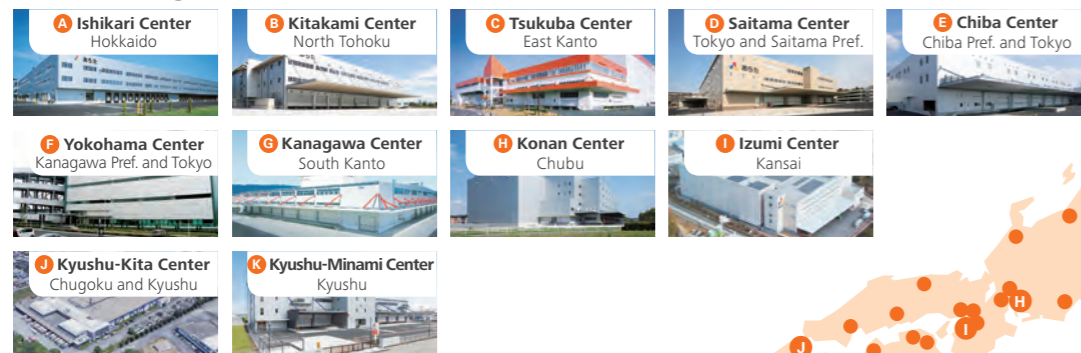 A Ishikari Center
Hokkaido
B Kitakami Center
North Tohoku
C Tsukuba Center
East Kanto
D Saitama Center
Tokyo and Saitama Pref.
E Chiba Center
Chiba Pref. and Tokyo
F Yokohama Center
Kanagawa Pref. and Tokyo
G Kanagawa Center
South Kanto
H Konan Center
Chubu
I Izumi Center
Kansai
J Kyushu-Kita Center
Chugoku and Kyushu
K Kyushu-Minami Center
Kyushu
H
I
J